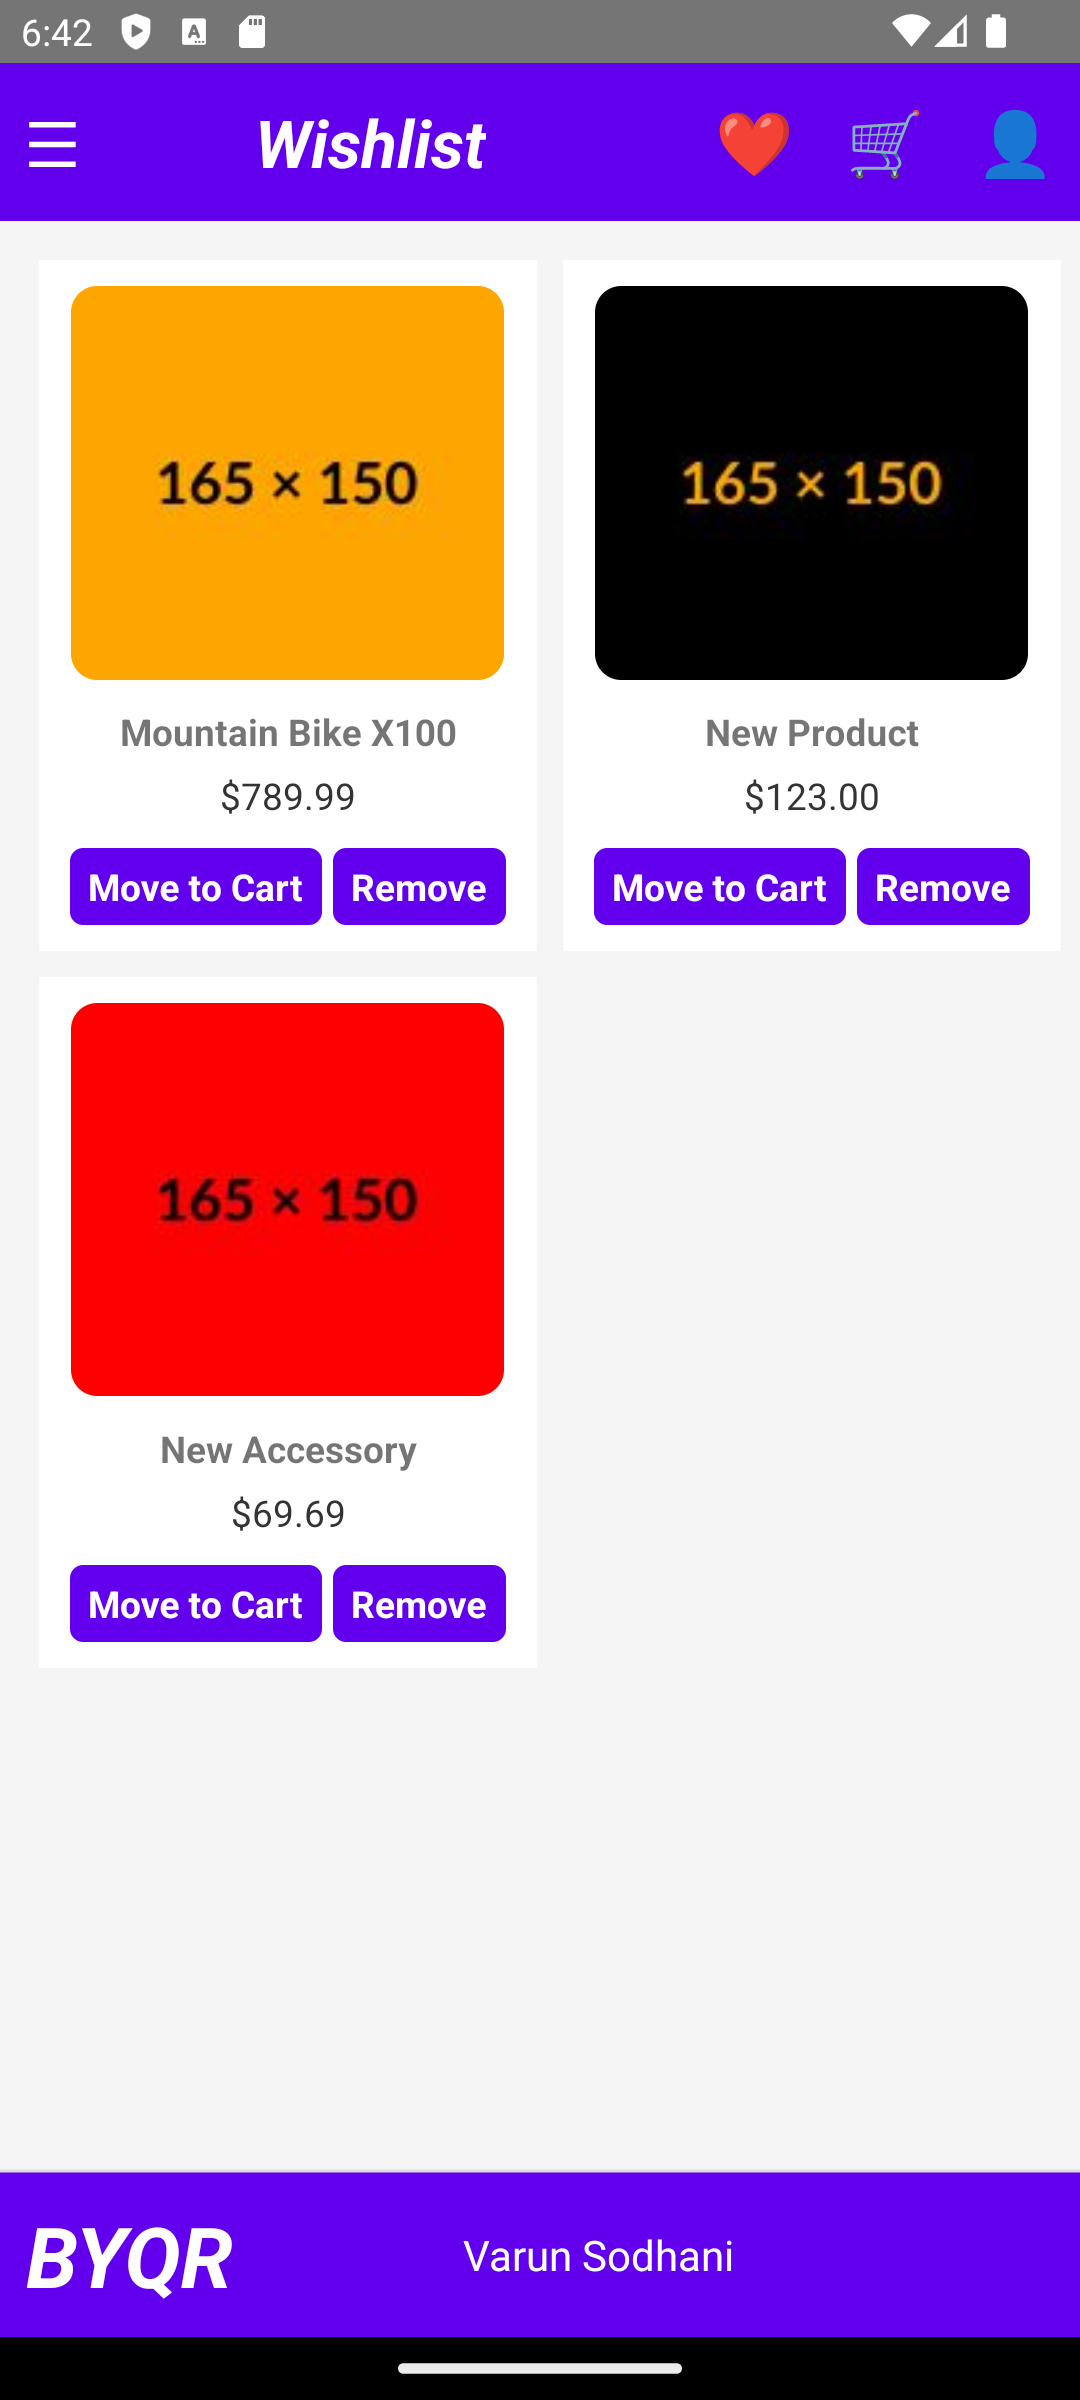 6:42
Wishlist
165 × 150
165 × 150
Mountain Bike X100
New Product
$789.99
$123.00
Move to Cart Remove
Move to Cart Remove
165 × 150
New Accessory
$69.69
Move to Cart Remove
BYQR
Varun Sodhani